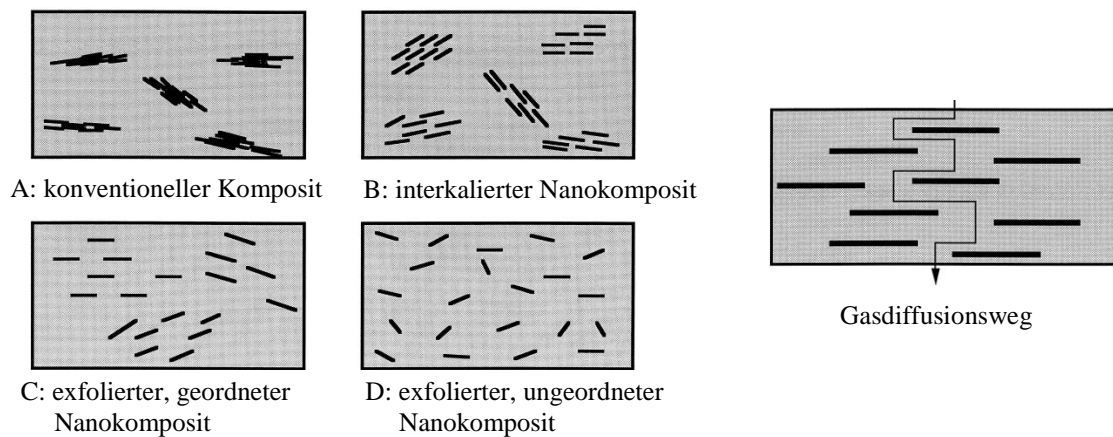 A: konventioneller Komposit
B: interkalierter Nanokomposit
C: exfolierter, geordneter
Nanokomposit
D: exfolierter, ungeordneter
Nanokomposit
Gasdiffusionsweg